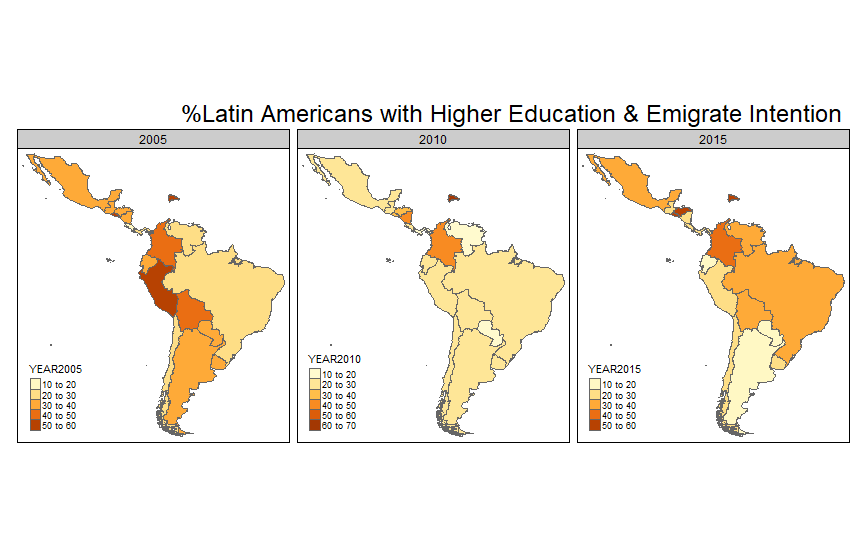 %Latin Americans with Higher Education & Emigrate Intention
2005
2010
2015
YEAR2005
10 to 20
20 to 30
30 to 40
40 to 50
50 to 60
YEAR2010
10 to 20
20 to 30
30 to 40
40 to 50
50 to 60
60 to 70
YEAR2015
10 to 20
20 to 30
30 to 40
40 to 50
50 to 60